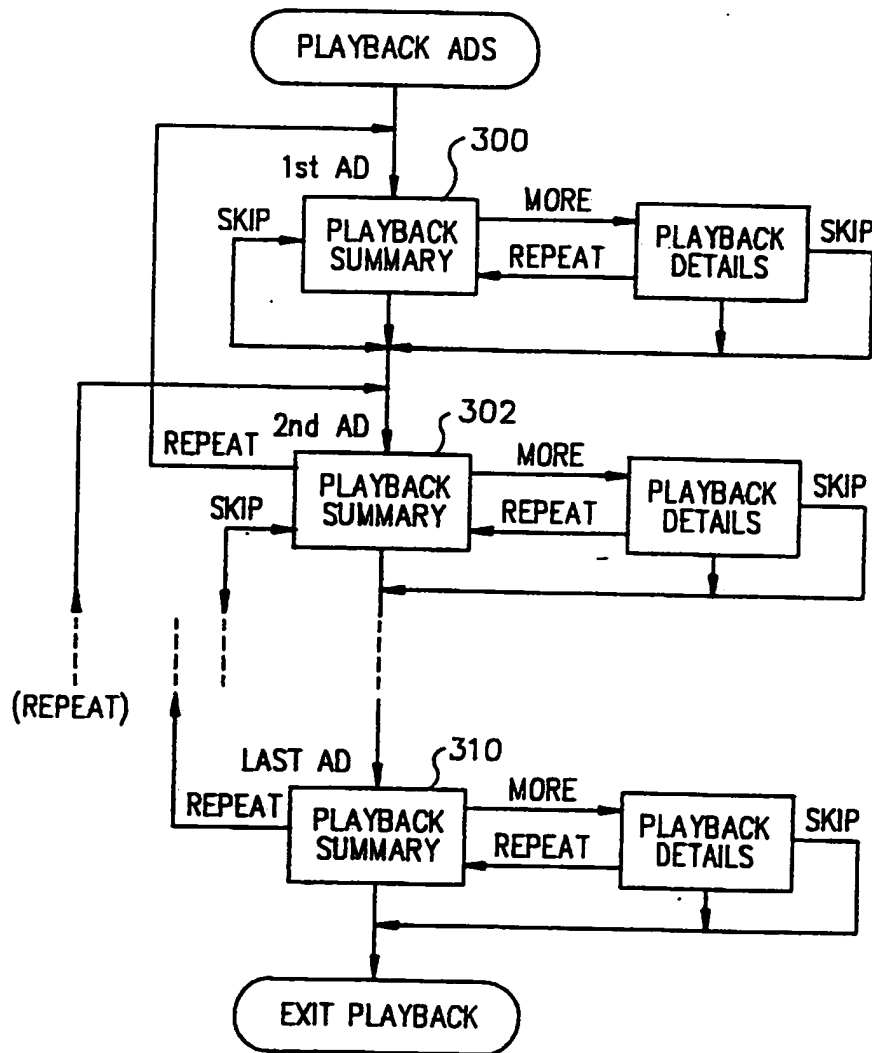 PLAYBACK ADS
300
1st AD
MORE
SKIP
PLAYBACK
SUMMARY
REPEAT
PLAYBACK
DETAILS
SKIP
302
2nd AD
REPEAT
MORE
SKIP
PLAYBACK
SUMMARY
REPEAT
PLAYBACK
DETAILS
SKIP
(REPEAT)
310
LAST AD
REPEAT
MORE
PLAYBACK
SUMMARY
REPEAT
PLAYBACK
DETAILS
SKIP
EXIT PLAYBACK